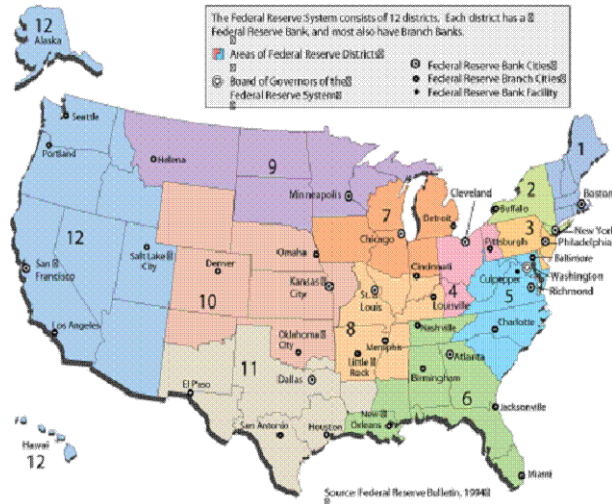 The Federal Reserve System consists of 12 districts. Each district has a
Federal Reserve Bank, and most also have Branch Banks.
Areas of Federal Reserve Districts
Board of Governors of the
Federal Reserve System
Federal Reserve Bank Cities
Federal Reserve Branch Cities
Federal Reserve Bank Facility
12
Alaska
Seattle
Portland
Helena
9
Minneapolis
1
Boston
2
Buffalo
New York
3
Philadelphia
Pittsburgh
Baltimore
Washington
Richmond
Culpeper
5
Charlotte
Cleveland
4
Cincinnati
7
Detroit
Chicago
12
San
Francisco
Salt Lake
City
Los Angeles
Denver
Omaha
Kansas
City
10
Oklahoma
City
St.
Louis
Louisville
8
Memphis
Little
Rock
Nashville
Atlanta
Birmingham
6
Jacksonville
Miami
New
Orleans
11
Dallas
El Paso
San Antonio
Houston
Hawaii
12
Source: Federal Reserve Bulletin, 1994